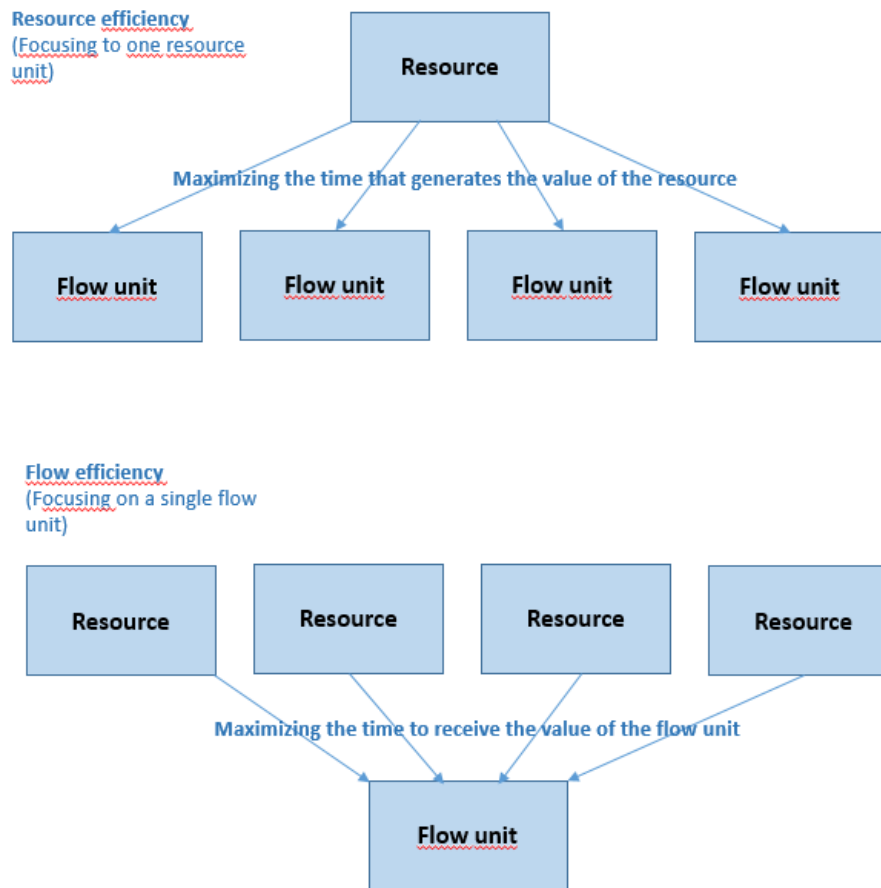 Resource efficiency
(Focusing to one resource
unit)
Resource
Maximizing the time that generates the value of the resource
Flow unit
Flow unit
Flow unit
Flow unit
Flow efficiency
(Focusing on a single flow
unit)
Resource
Resource
Resource
Resource
Maximizing the time to receive the value of the flow unit
Flow unit